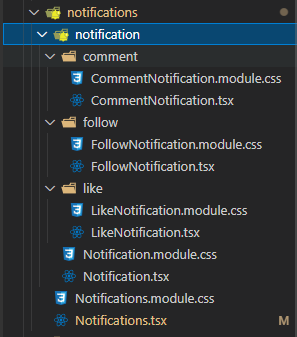 notifications
notification
comment
CommentNotification.module.css
CommentNotification.tsx
follow
FollowNotification.module.css
FollowNotification.tsx
like
LikeNotification.module.css
LikeNotification.tsx
Notification.module.css
Notification.tsx
Notifications.module.css
Notifications.tsx M